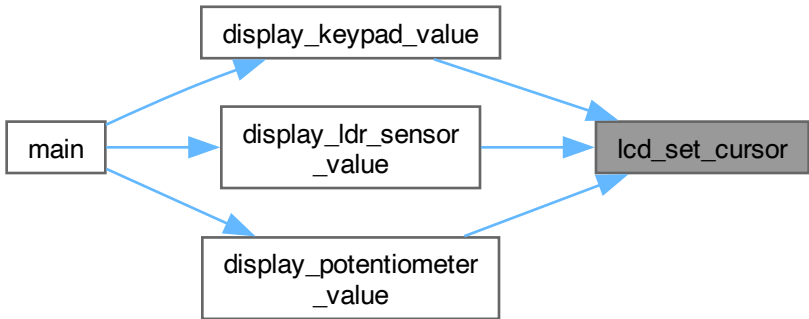 display_keypad_value
main
display_ldr_sensor
_value
lcd_set_cursor
display_potentiometer
_value